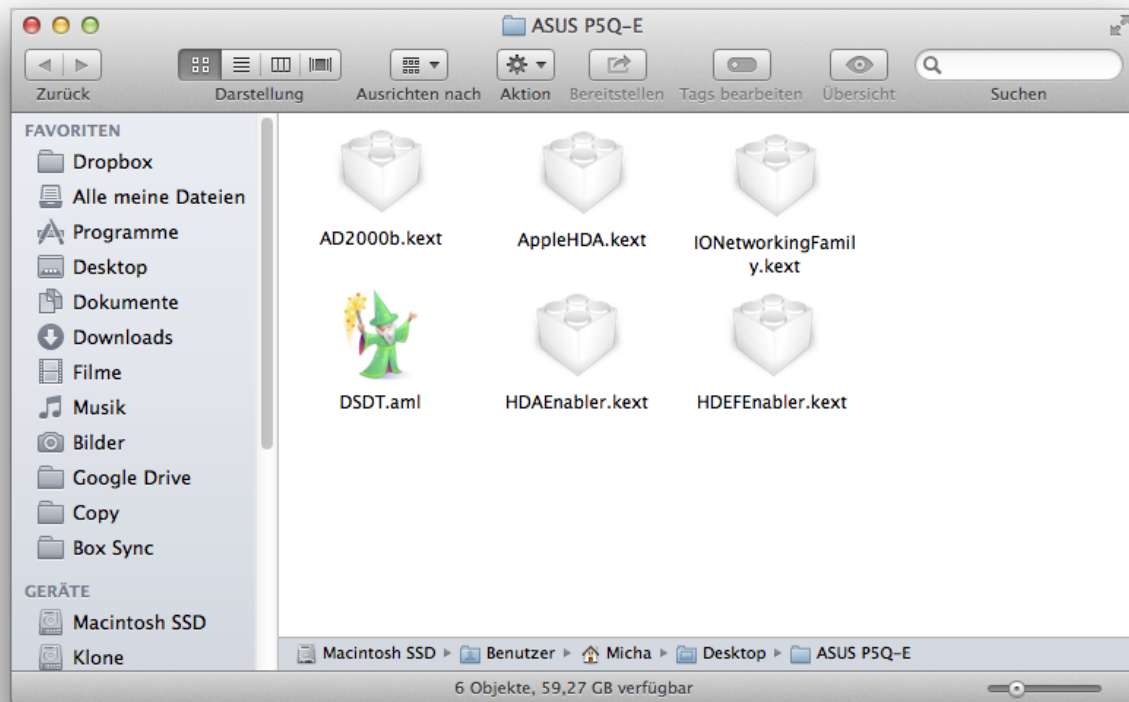 ASUS P5Q-E
Zurück
Darstellung
Ausrichten nach
Aktion
Bereitstellen
Tags bearbeiten
Übersicht
Suchen
FAVORITEN
Dropbox
Alle meine Dateien
Programme
Desktop
Dokumente
Downloads
Filme
Musik
Bilder
Google Drive
Copy
Box Sync
GERÄTE
Macintosh SSD
Klone
AD2000b.kext
AppleHDA.kext
IONetworkingFamil
y.kext
DSDT.aml
HDAEnabler.kext
HDEFEnabler.kext
Macintosh SSD ▸ Benutzer ▸ Micha ▸ Desktop ▸ ASUS P5Q-E
6 Objekte, 59,27 GB verfügbar